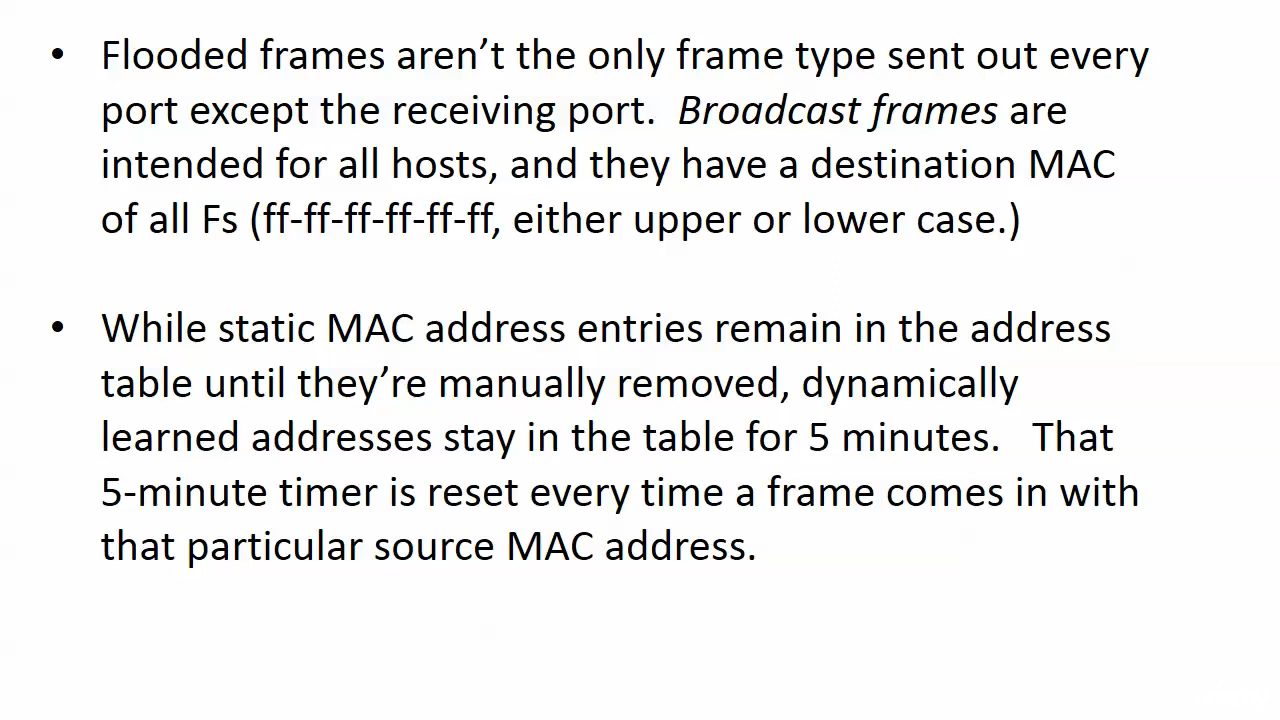 • Flooded frames aren’t the only frame type sent out every
port except the receiving port.  Broadcast frames are
intended for all hosts, and they have a destination MAC
of all Fs (ff-ff-ff-ff-ff-ff, either upper or lower case.)
• While static MAC address entries remain in the address
table until they’re manually removed, dynamically
learned addresses stay in the table for 5 minutes.   That
5-minute timer is reset every time a frame comes in with
that particular source MAC address.